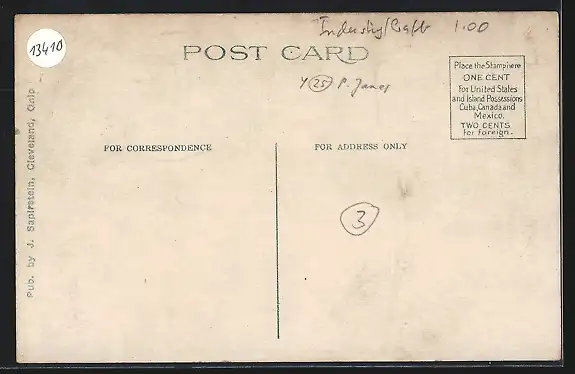 13410
Industry/Craft 1.00
POST CARD
Y 25 P. James
Place the Stamp here
ONE CENT
For United States
and Island Possessions
Cuba, Canada and
Mexico.
TWO CENTS
for Foreign.
FOR CORRESPONDENCE
FOR ADDRESS ONLY
3
Pub. by J. Sapirstein, Cleveland, Ohio